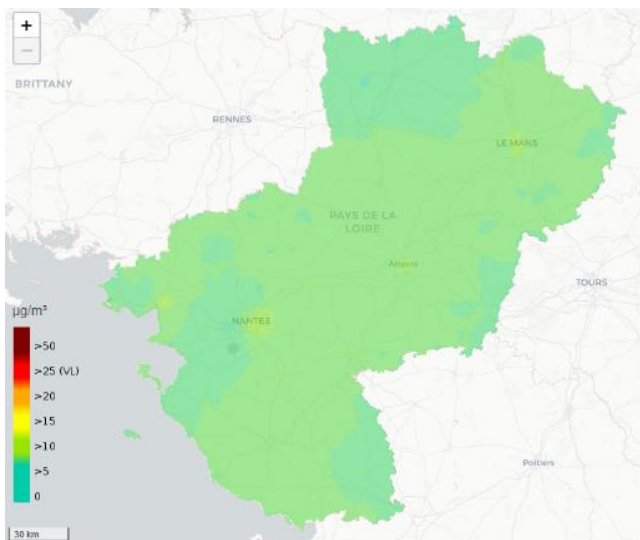 +
−
BRITTANY
RENNES
LE MANS
PAYS DE LA
LOIRE
Angers
TOURS
NANTES
µg/m³
>50
>25 (VL)
>20
>15
>10
>5
0
Poitiers
30 km